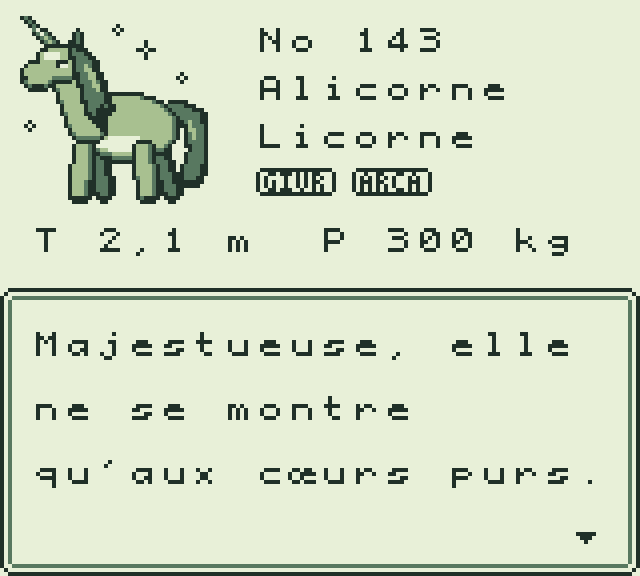 No 143
Alicorne
Licorne
GIVR ARCA
T 2,1 m P 300 kg
Majestueuse, elle
ne se montre
qu'aux cœurs purs.